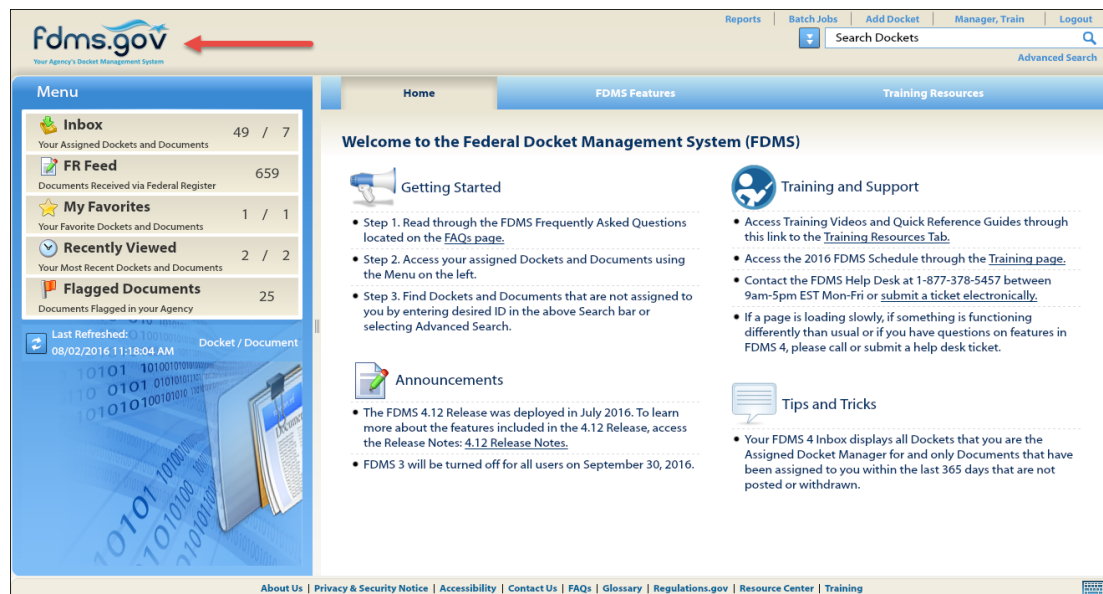 Reports | Batch Jobs | Add Docket | Manager, Train | Logout
fdms.gov
Your Agency's Docket Management System
Search Dockets
Advanced Search
Menu
Home
FDMS Features
Training Resources
Inbox
49 / 7
Your Assigned Dockets and Documents
FR Feed
659
Documents Received via Federal Register
My Favorites
1 / 1
Your Favorite Dockets and Documents
Recently Viewed
2 / 2
Your Most Recent Dockets and Documents
Flagged Documents
25
Documents Flagged in your Agency
Last Refreshed:
08/02/2016 11:18:04 AM
Docket / Document
Welcome to the Federal Docket Management System (FDMS)
Getting Started
• Step 1. Read through the FDMS Frequently Asked Questions
located on the FAQs page.
• Step 2. Access your assigned Dockets and Documents using
the Menu on the left.
• Step 3. Find Dockets and Documents that are not assigned to
you by entering desired ID in the above Search bar or
selecting Advanced Search.
Announcements
• The FDMS 4.12 Release was deployed in July 2016. To learn
more about the features included in the 4.12 Release, access
the Release Notes: 4.12 Release Notes.
• FDMS 3 will be turned off for all users on September 30, 2016.
Training and Support
• Access Training Videos and Quick Reference Guides through
this link to the Training Resources Tab.
• Access the 2016 FDMS Schedule through the Training page.
• Contact the FDMS Help Desk at 1-877-378-5457 between
9am-5pm EST Mon-Fri or submit a ticket electronically.
• If a page is loading slowly, if something is functioning
differently than usual or if you have questions on features in
FDMS 4, please call or submit a help desk ticket.
Tips and Tricks
• Your FDMS 4 Inbox displays all Dockets that you are the
Assigned Docket Manager for and only Documents that have
been assigned to you within the last 365 days that are not
posted or withdrawn.
About Us | Privacy & Security Notice | Accessibility | Contact Us | FAQs | Glossary | Regulations.gov | Resource Center | Training